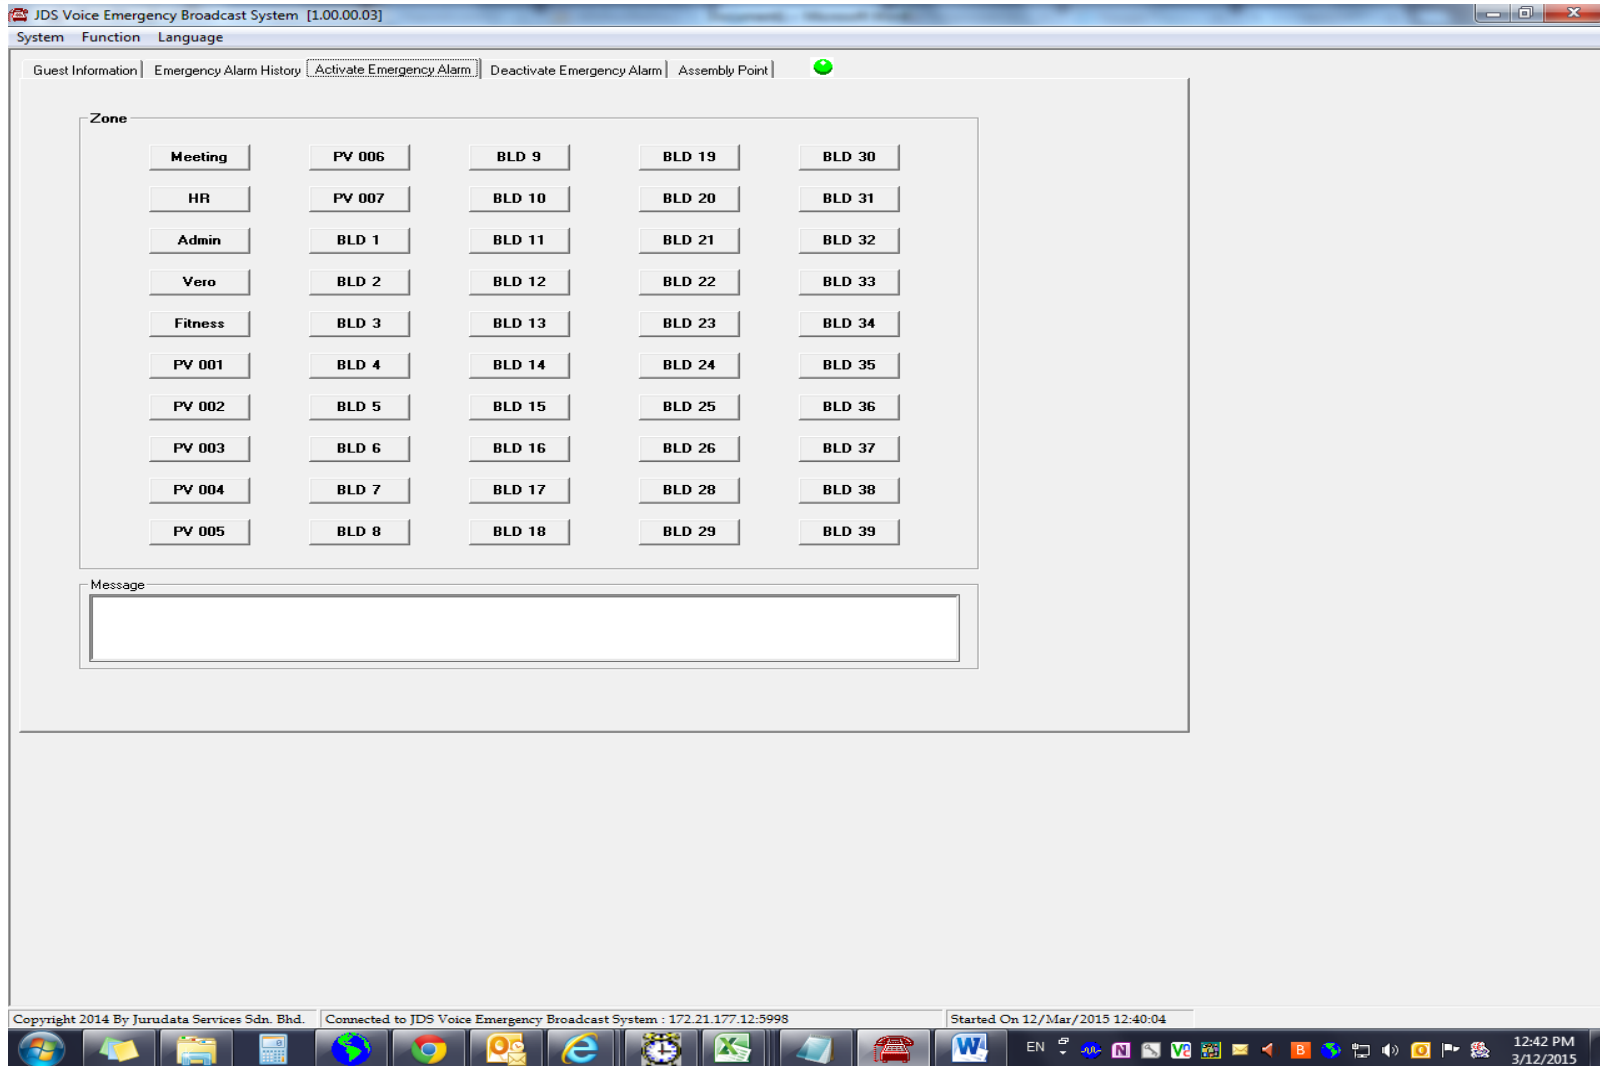 JDS Voice Emergency Broadcast System [1.00.00.03]
System Function Language
Guest Information Emergency Alarm History Activate Emergency Alarm Deactivate Emergency Alarm Assembly Point
Zone
Meeting PV 006 BLD 9 BLD 19 BLD 30
HR PV 007 BLD 10 BLD 20 BLD 31
Admin BLD 1 BLD 11 BLD 21 BLD 32
Vero BLD 2 BLD 12 BLD 22 BLD 33
Fitness BLD 3 BLD 13 BLD 23 BLD 34
PV 001 BLD 4 BLD 14 BLD 24 BLD 35
PV 002 BLD 5 BLD 15 BLD 25 BLD 36
PV 003 BLD 6 BLD 16 BLD 26 BLD 37
PV 004 BLD 7 BLD 17 BLD 28 BLD 38
PV 005 BLD 8 BLD 18 BLD 29 BLD 39
Message
Copyright 2014 By Jurudata Services Sdn. Bhd. Connected to JDS Voice Emergency Broadcast System : 172.21.177.12:5998 Started On 12/Mar/2015 12:40:04
EN 12:42 PM
3/12/2015